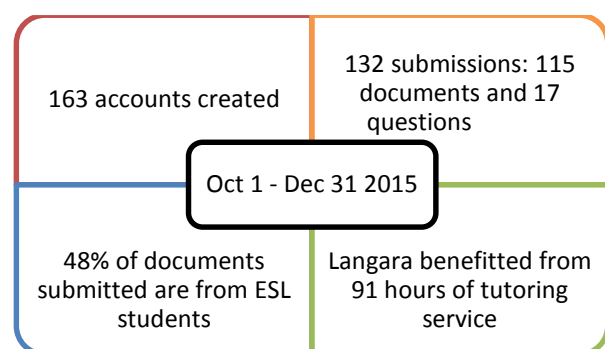 163 accounts created
132 submissions: 115
documents and 17
questions
Oct 1 - Dec 31 2015
48% of documents
submitted are from ESL
students
Langara benefitted from
91 hours of tutoring
service